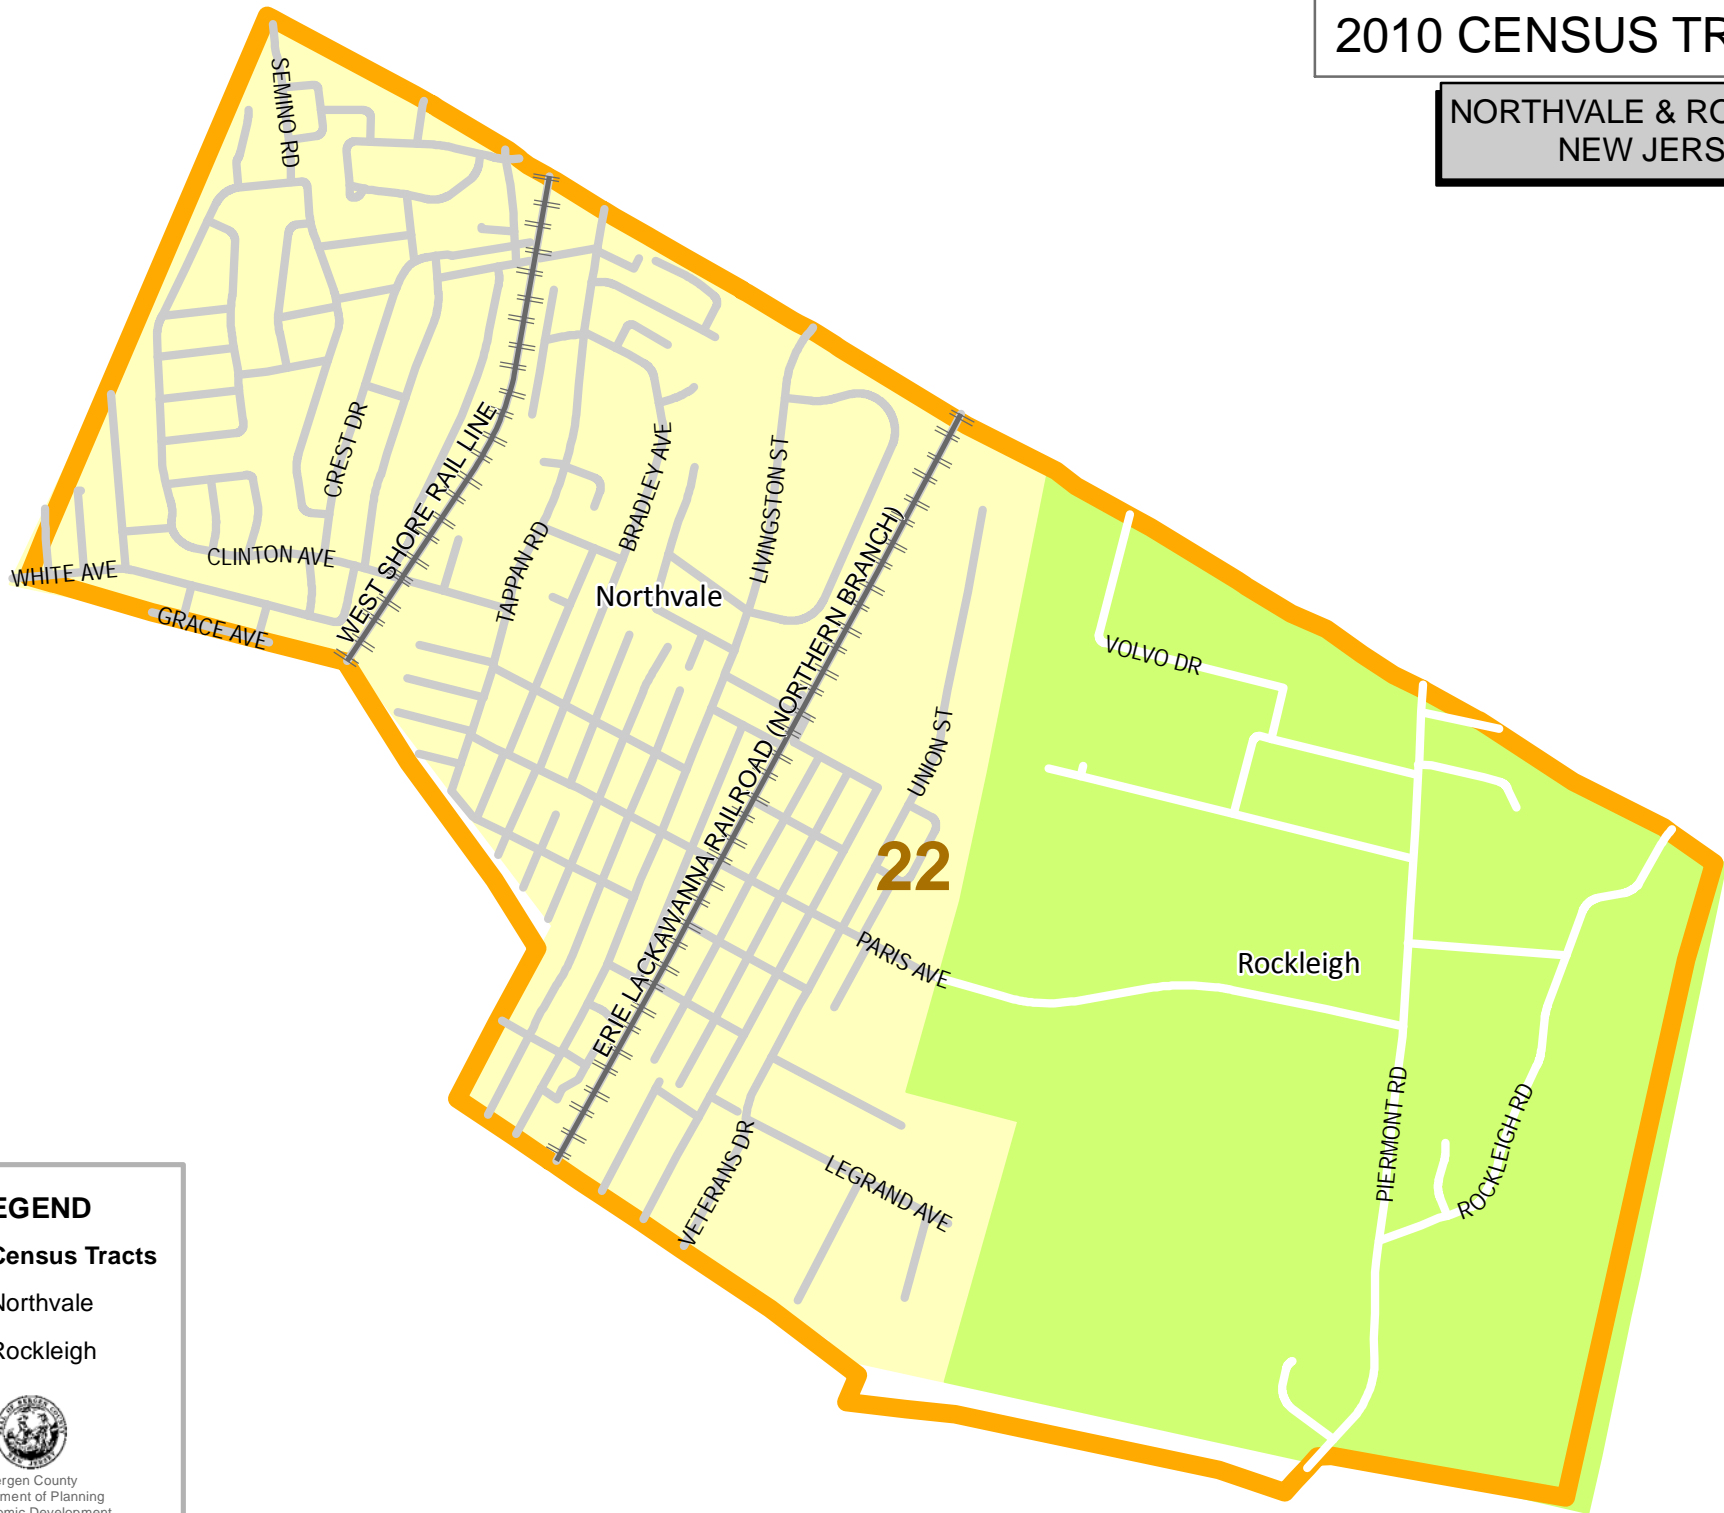 2010 CENSUS TR
NORTHVALE & RO
NEW JERS
SEMINO RD
CREST DR
WEST SHORE RAIL LINE
BRADLEY AVE
LIVINGSTON ST
TAPPAN RD
CLINTON AVE
WHITE AVE
GRACE AVE
Northvale
ERIE LACKAWANNA RAILROAD (NORTHERN BRANCH)
UNION ST
VOLVO DR
22
PARIS AVE
Rockleigh
PIERMONT RD
ROCKLEIGH RD
VETERANS DR
LEGRAND AVE
EGEND
Census Tracts
Northvale
Rockleigh
ergen County
ment of Planning
omic Development